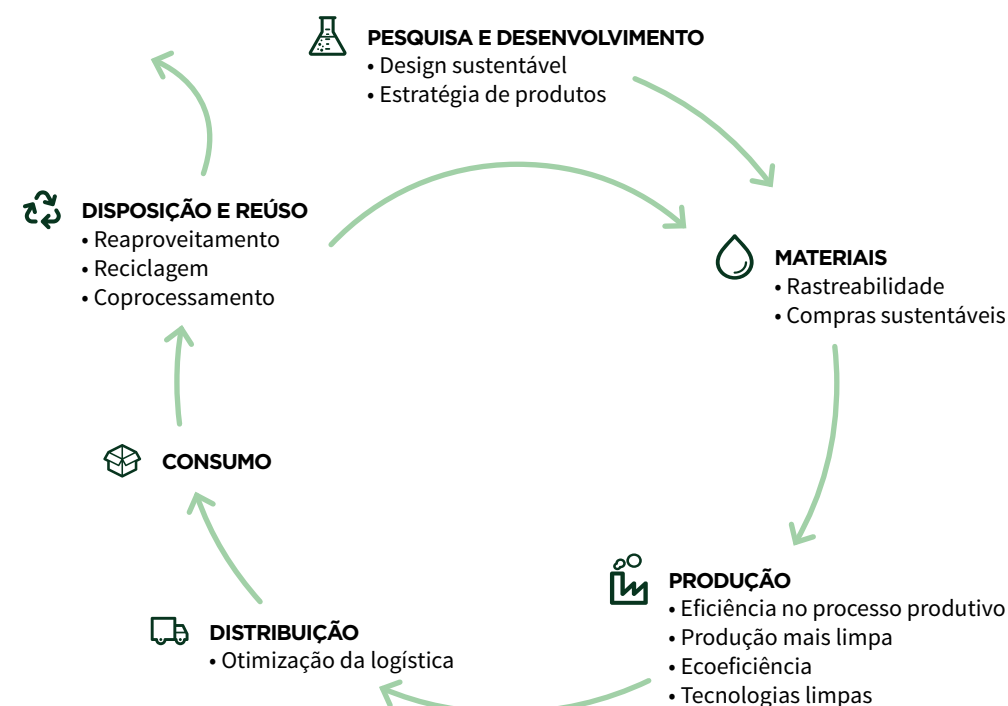 PESQUISA E DESENVOLVIMENTO
• Design sustentável
• Estratégia de produtos
DISPOSIÇÃO E REÚSO
• Reaproveitamento
• Reciclagem
• Coprocessamento
MATERIAIS
• Rastreabilidade
• Compras sustentáveis
CONSUMO
PRODUÇÃO
• Eficiência no processo produtivo
• Produção mais limpa
• Ecoeficiência
• Tecnologias limpas
DISTRIBUIÇÃO
• Otimização da logística